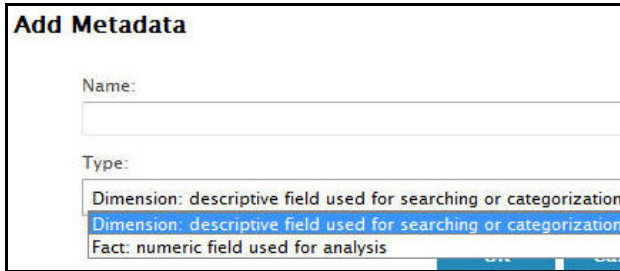 Add Metadata
Name:
Type:
Dimension: descriptive field used for searching or categorization
Dimension: descriptive field used for searching or categorization
Fact: numeric field used for analysis